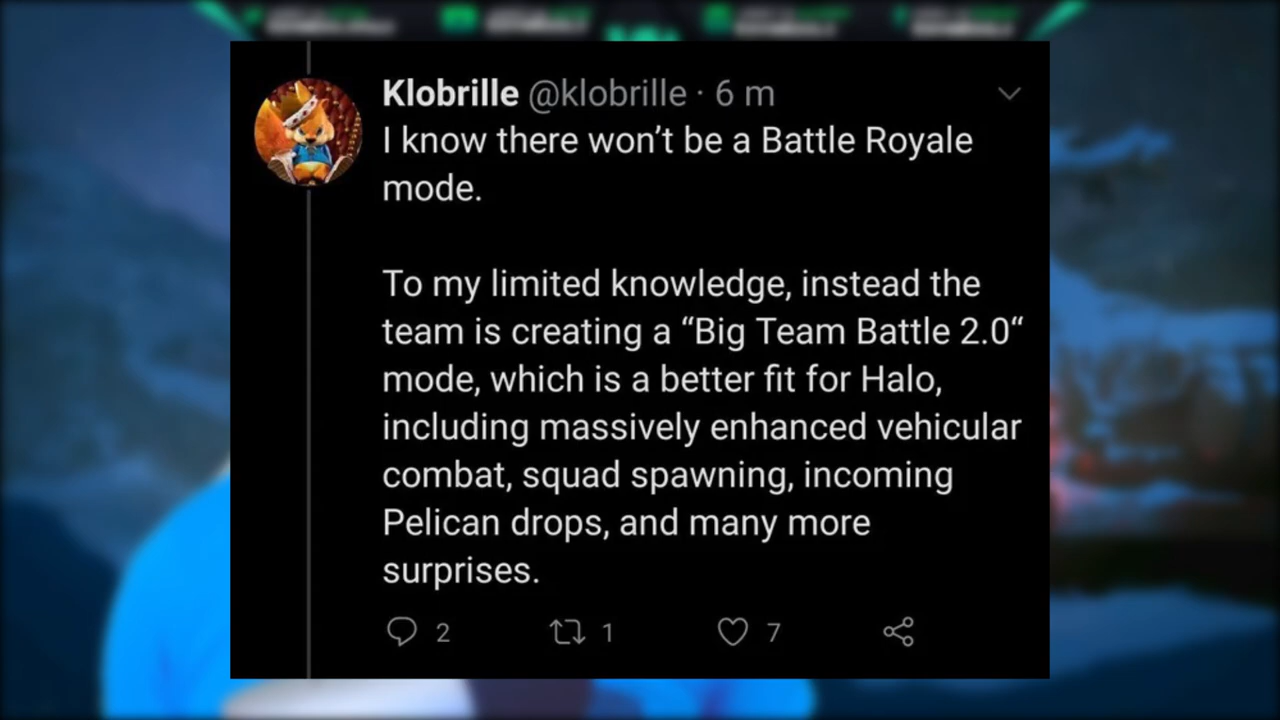 Klobrille @klobrille · 6 m
I know there won’t be a Battle Royale
mode.
To my limited knowledge, instead the
team is creating a “Big Team Battle 2.0“
mode, which is a better fit for Halo,
including massively enhanced vehicular
combat, squad spawning, incoming
Pelican drops, and many more
surprises.
2 1 7